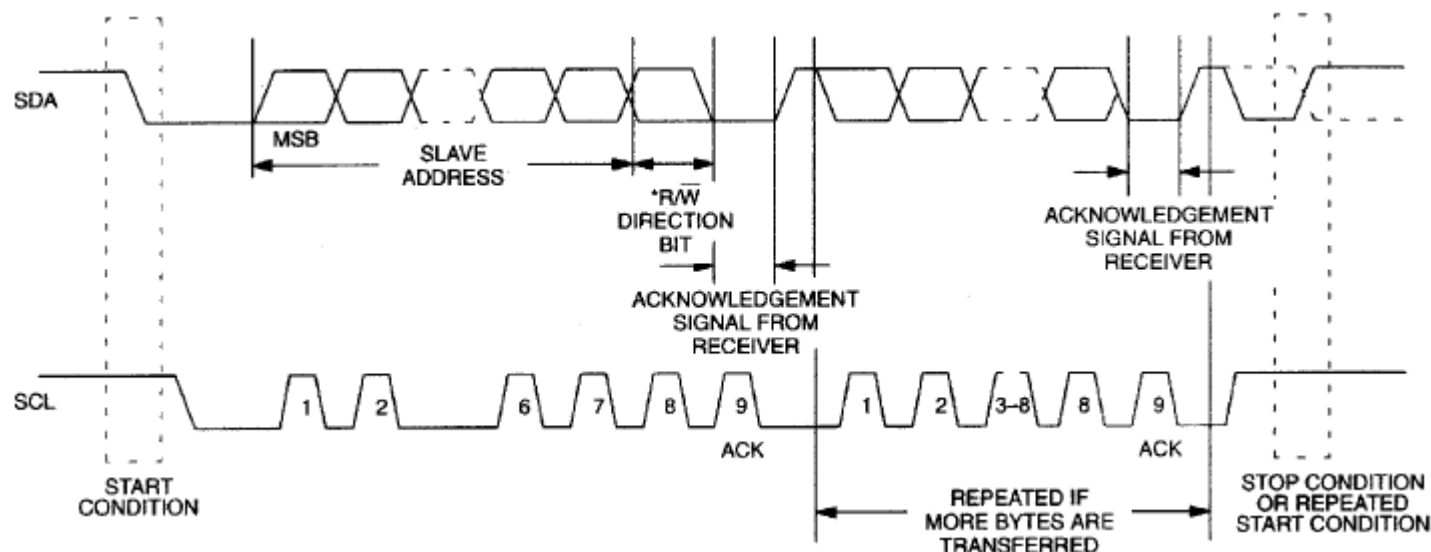 SDA
MSB
SLAVE
ADDRESS
*R/W̅
DIRECTION
BIT
ACKNOWLEDGEMENT
SIGNAL FROM
RECEIVER
ACKNOWLEDGEMENT
SIGNAL FROM
RECEIVER
SCL
1 2 6 7 8 9 1 2 3–8 8 9
ACK ACK
START
CONDITION
REPEATED IF
MORE BYTES ARE
TRANSFERRED
STOP CONDITION
OR REPEATED
START CONDITION